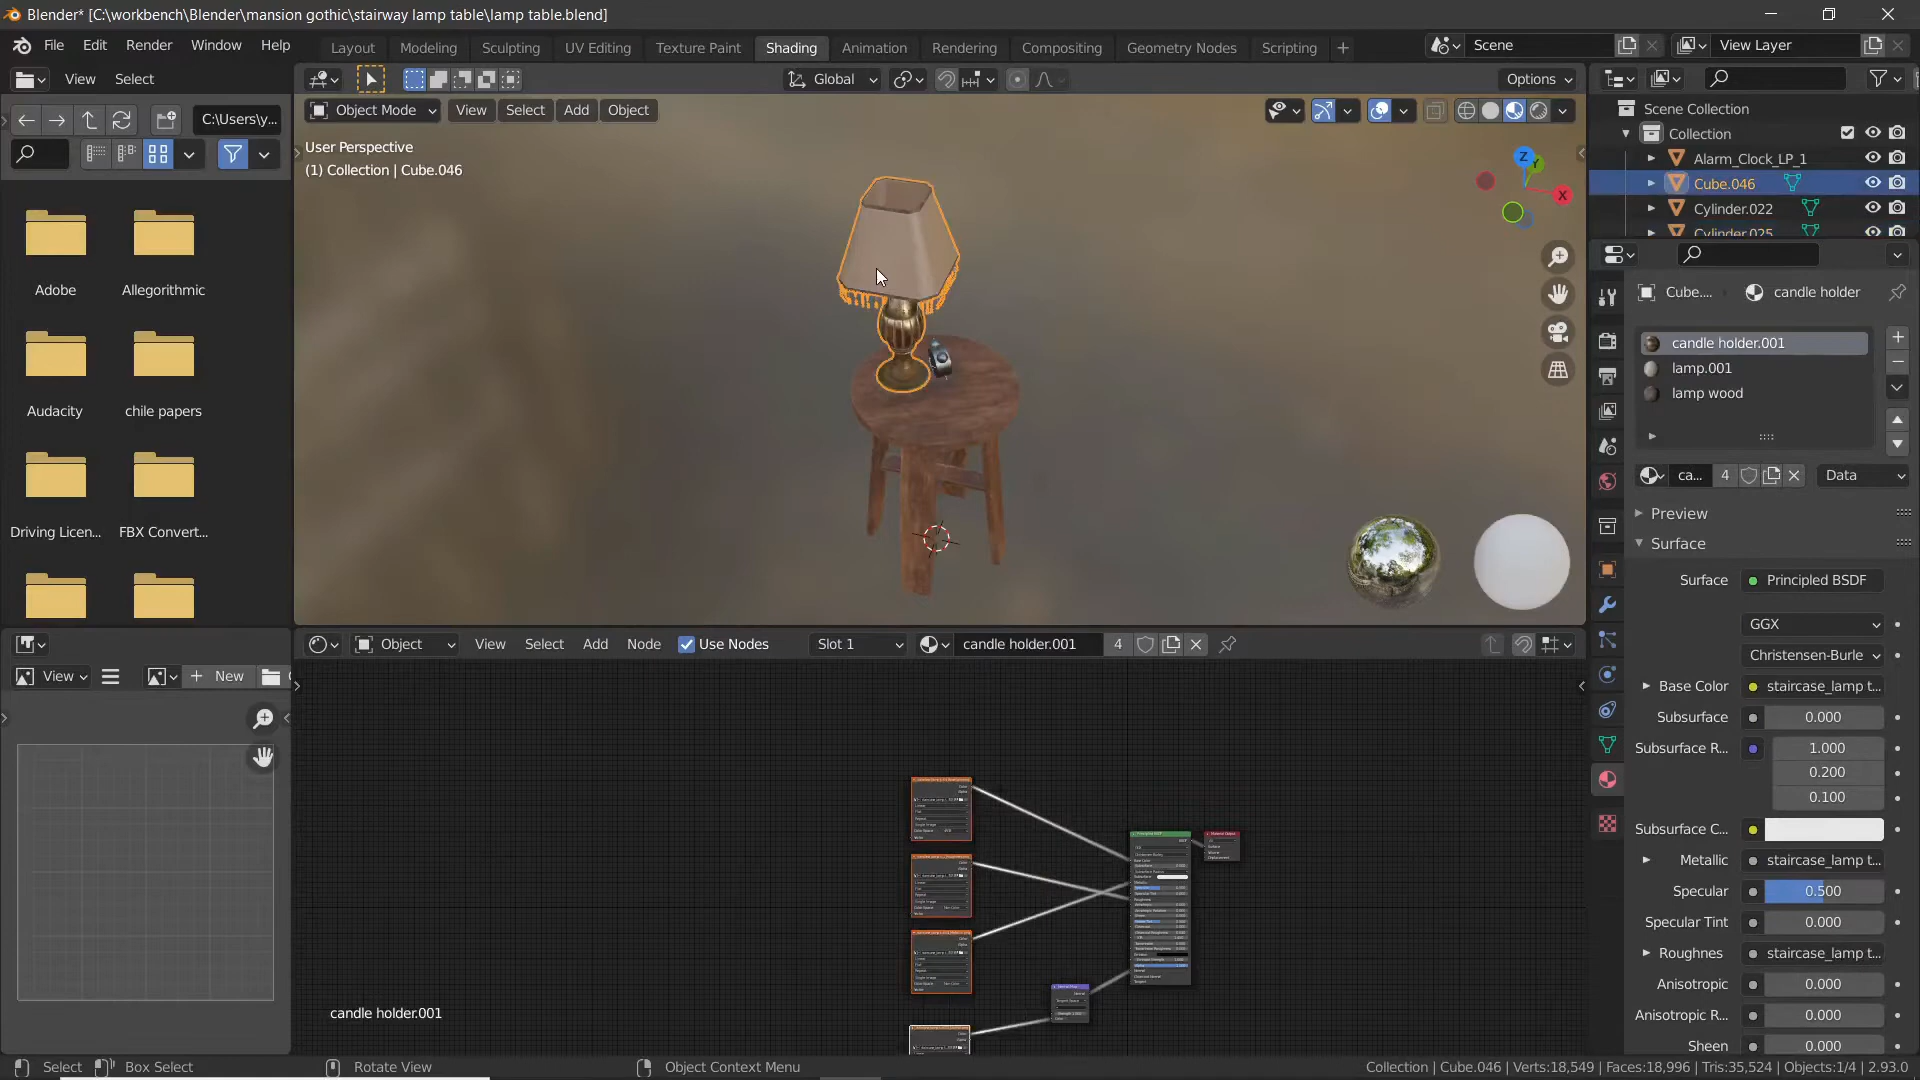 Blender* [C:\workbench\Blender\mansion gothic\stairway lamp table\lamp table.blend]
File Edit Render Window Help
Layout Modeling Sculpting UV Editing Texture Paint Shading Animation Rendering Compositing Geometry Nodes Scripting +
Scene
View Layer
View Select
Global
Options
C:\Users\y...
Object Mode View Select Add Object
User Perspective
(1) Collection | Cube.046
Z
Y
X
Scene Collection
Collection
Alarm_Clock_LP_1
Cube.046
Cylinder.022
Cylinder.025
Adobe
Allegorithmic
Audacity
chile papers
Driving Licen...
FBX Convert...
Cube....
candle holder
candle holder.001
lamp.001
lamp wood
ca...
4
Data
Preview
Surface
Surface
Principled BSDF
GGX
Christensen-Burle
Base Color
staircase_lamp t...
Subsurface
0.000
Subsurface R...
1.000
0.200
0.100
Subsurface C...
Metallic
staircase_lamp t...
Specular
0.500
Specular Tint
0.000
Roughnes
staircase_lamp t...
Anisotropic
0.000
Anisotropic R...
0.000
Sheen
0.000
View
New
Object View Select Add Node Use Nodes Slot 1 candle holder.001 4
candle holder.001
Select
Box Select
Rotate View
Object Context Menu
Collection | Cube.046 | Verts:18,549 | Faces:18,996 | Tris:35,524 | Objects:1/4 | 2.93.0